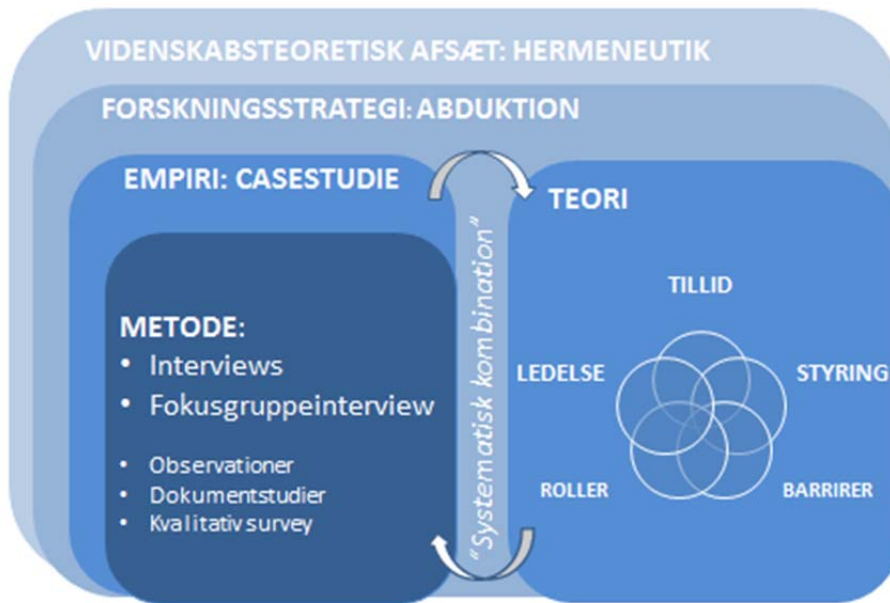 VIDENSKABSTEORETISK AFSÆT: HERMENEUTIK
FORSKNINGSSTRATEGI: ABDUKTION
EMPIRI: CASESTUDIE
METODE:
• Interviews
• Fokusgruppeinterview
• Observationer
• Dokumentstudier
• Kvalitativ survey
"Systematisk kombination"
TEORI
TILLID
LEDELSE
STYRING
ROLLER
BARRIRER